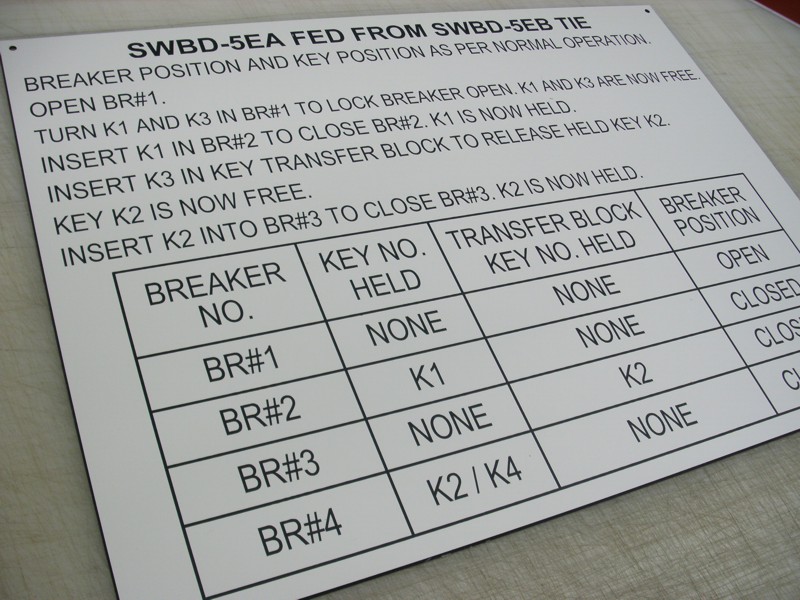 SWBD-5EA FED FROM SWBD-5EB TIE
BREAKER POSITION AND KEY POSITION AS PER NORMAL OPERATION.
OPEN BR#1.
TURN K1 AND K3 IN BR#1 TO LOCK BREAKER OPEN. K1 AND K3 ARE NOW FREE.
INSERT K1 IN BR#2 TO CLOSE BR#2. K1 IS NOW HELD.
INSERT K3 IN KEY TRANSFER BLOCK TO RELEASE HELD KEY K2.
KEY K2 IS NOW FREE.
INSERT K2 INTO BR#3 TO CLOSE BR#3. K2 IS NOW HELD.
BREAKER NO. KEY NO. HELD TRANSFER BLOCK KEY NO. HELD BREAKER POSITION
BR#1 NONE NONE OPEN
BR#2 K1 NONE CLOSED
BR#3 NONE K2 CLOS
BR#4 K2 / K4 NONE CL